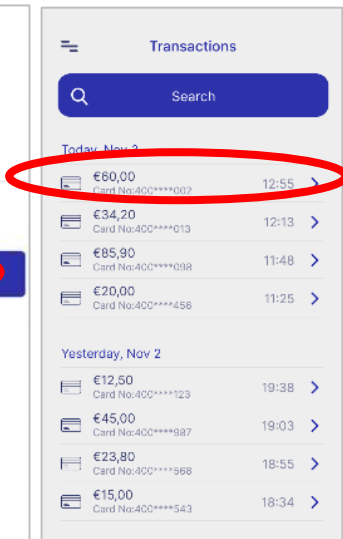 Transactions
Search
Today, Nov 3
€60,00
Card No:400****002
12:55
€34,20
Card No:400****013
12:13
€85,90
Card No:400****098
11:48
€20,00
Card No:400****456
11:25
Yesterday, Nov 2
€12,50
Card No:400****123
19:38
€45,00
Card No:400****987
19:03
€23,80
Card No:400****568
18:55
€15,00
Card No:400****543
18:34